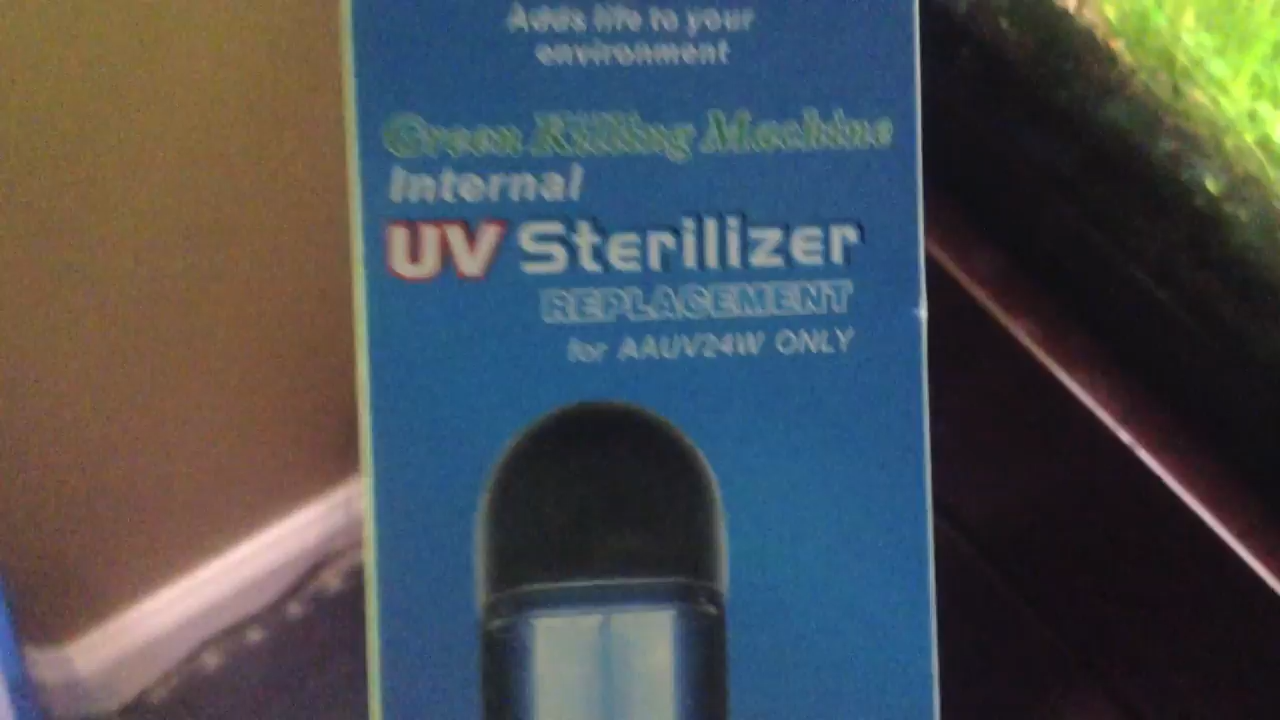 Adds life to your
environment
Green Killing Machine
Internal
UV Sterilizer
REPLACEMENT
for AAUV24W ONLY